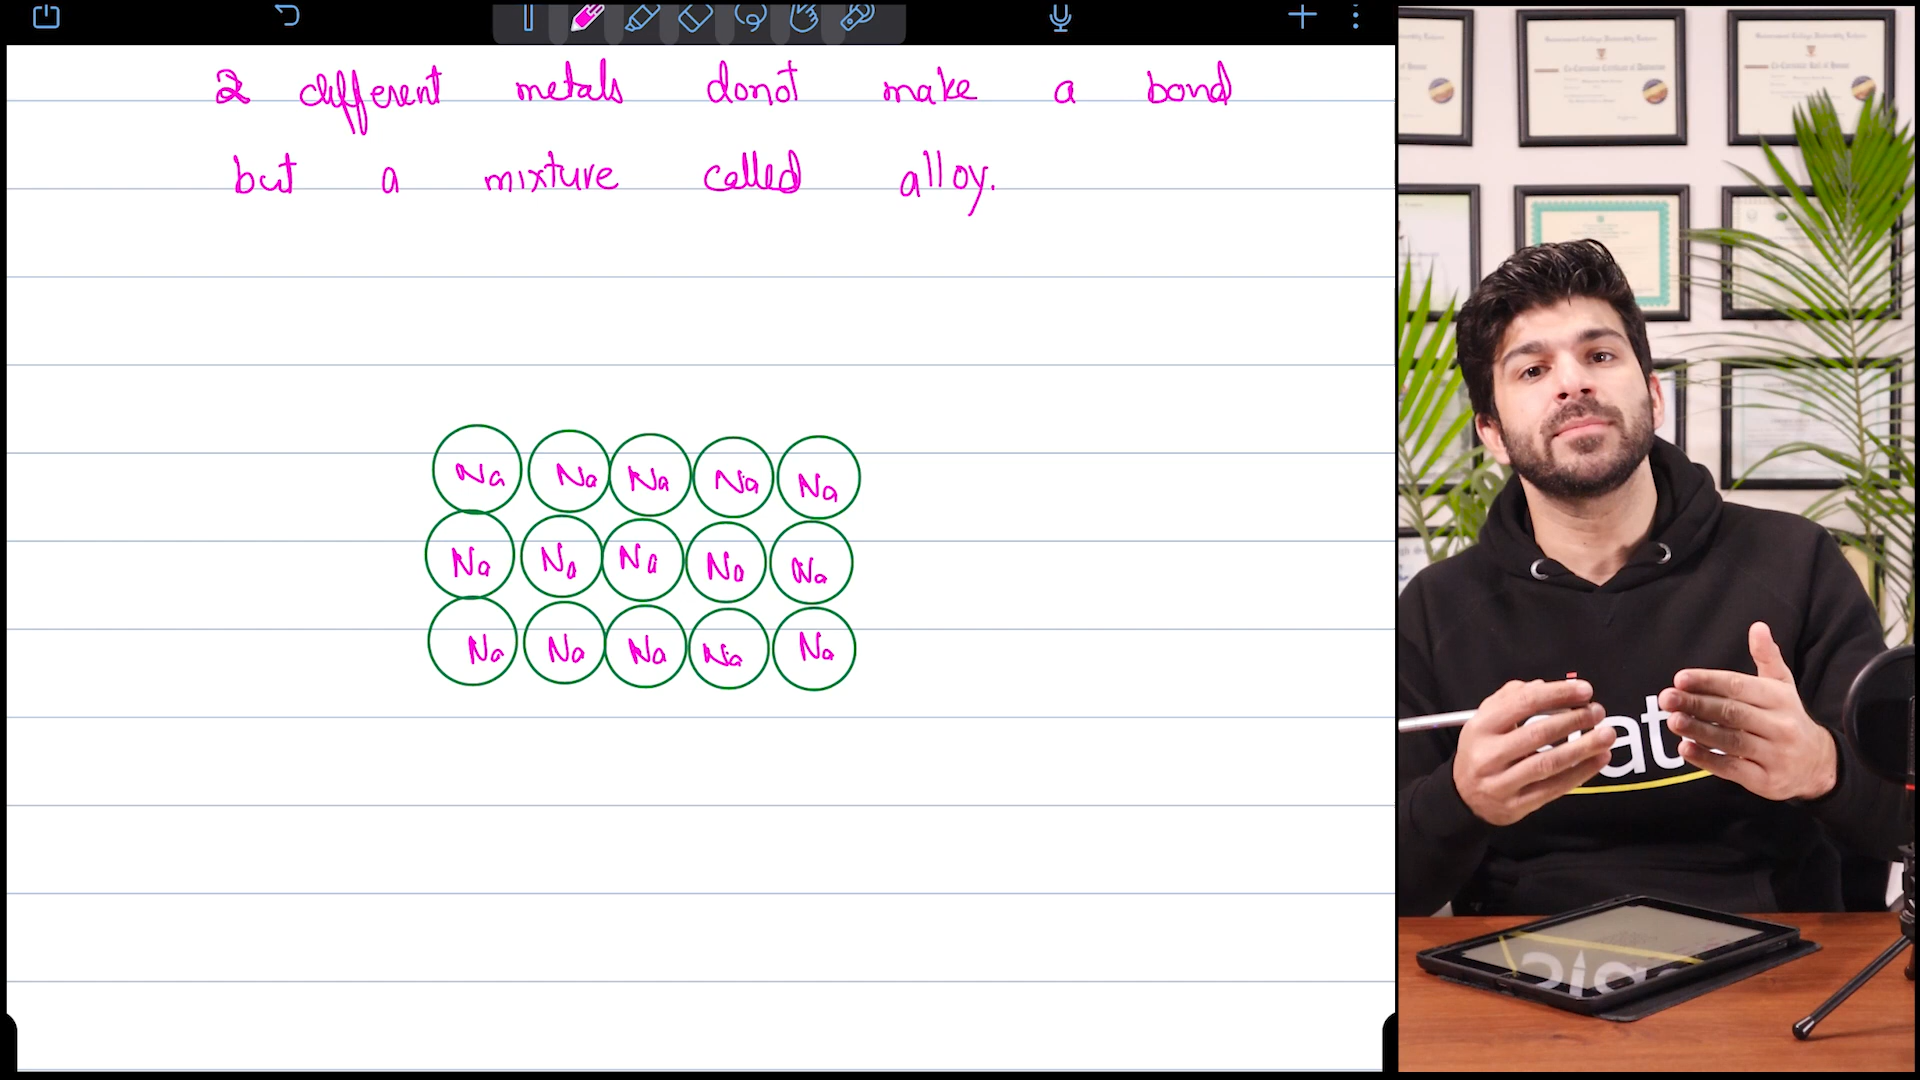 2 different metals donot make a bond
but a mixture called alloy.
Na Na Na Na Na
Na Na Na Na Na
Na Na Na Na Na